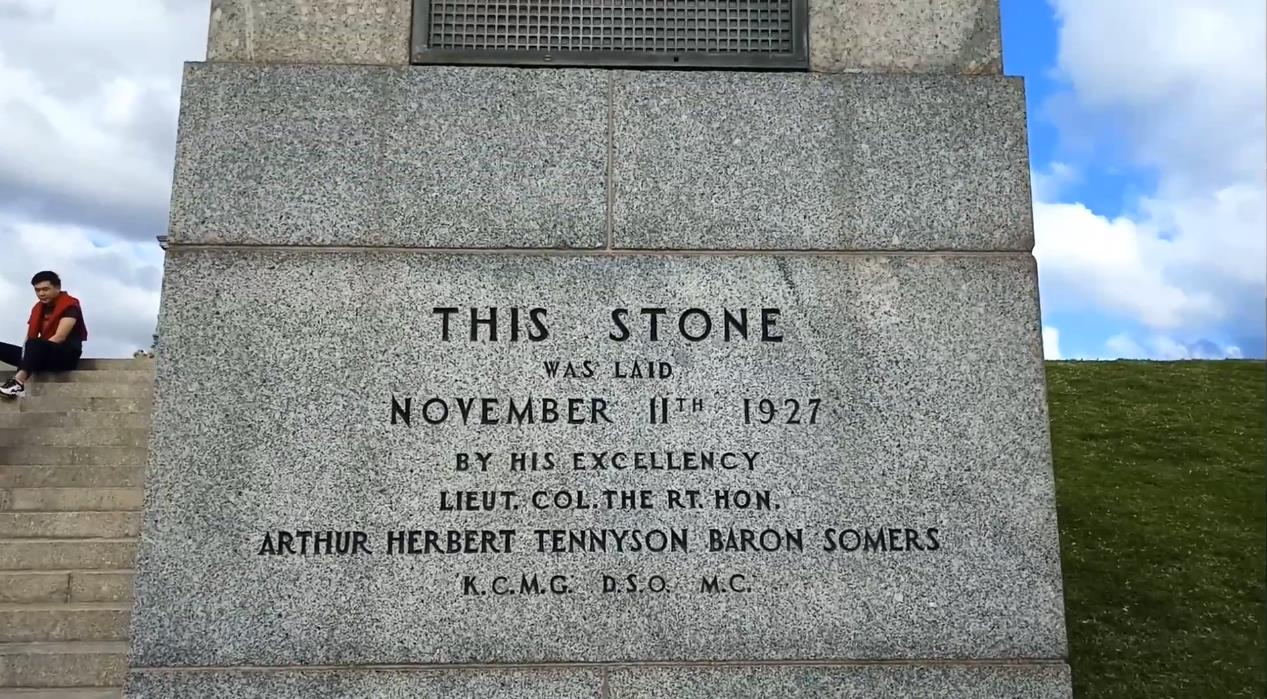 THIS STONE
WAS LAID
NOVEMBER 11TH 1927
BY HIS EXCELLENCY
LIEUT. COL. THE RT. HON.
ARTHUR HERBERT TENNYSON BARON SOMERS
K.C.M.G. D.S.O. M.C.